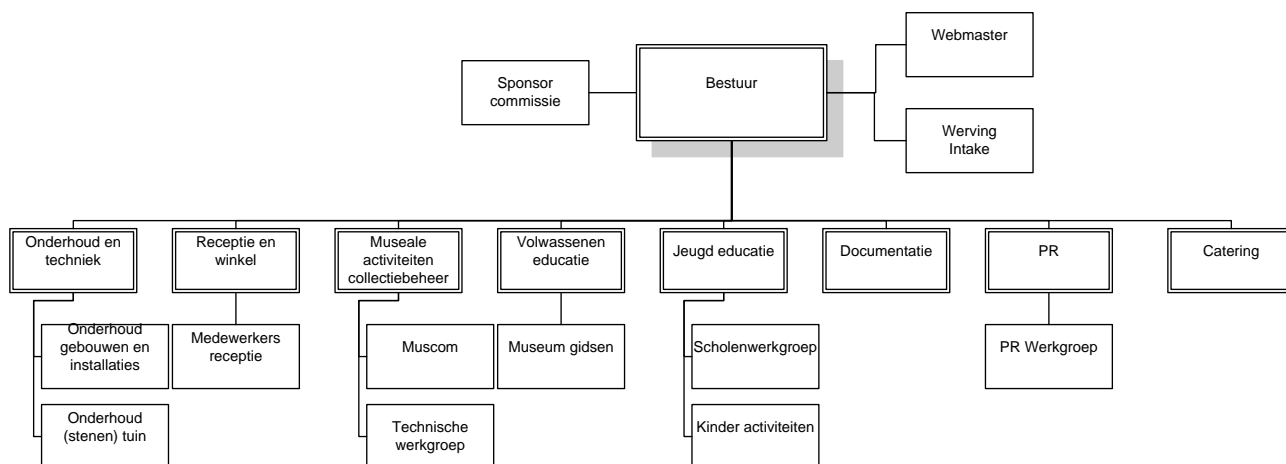 Webmaster
Sponsor
commissie
Bestuur
Werving
Intake
Onderhoud en
techniek
Receptie en
winkel
Museale
activiteiten
collectiebeheer
Volwassenen
educatie
Jeugd educatie
Documentatie
PR
Catering
Onderhoud
gebouwen en
installaties
Medewerkers
receptie
Muscom
Museum gidsen
Scholenwerkgroep
PR Werkgroep
Onderhoud
(stenen) tuin
Technische
werkgroep
Kinder activiteiten